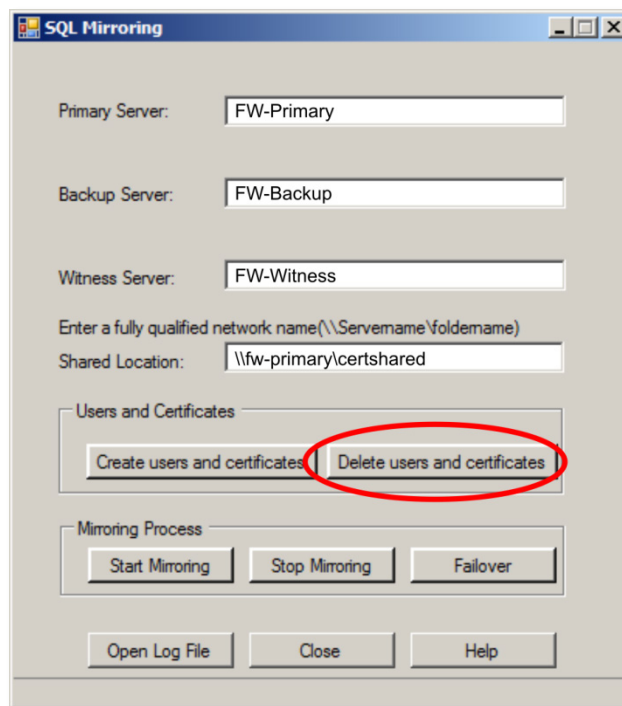 SQL Mirroring
Primary Server: FW-Primary
Backup Server: FW-Backup
Witness Server: FW-Witness
Enter a fully qualified network name(\\Servername\foldername)
Shared Location: \\fw-primary\certshared
Users and Certificates
Create users and certificates Delete users and certificates
Mirroring Process
Start Mirroring Stop Mirroring Failover
Open Log File Close Help